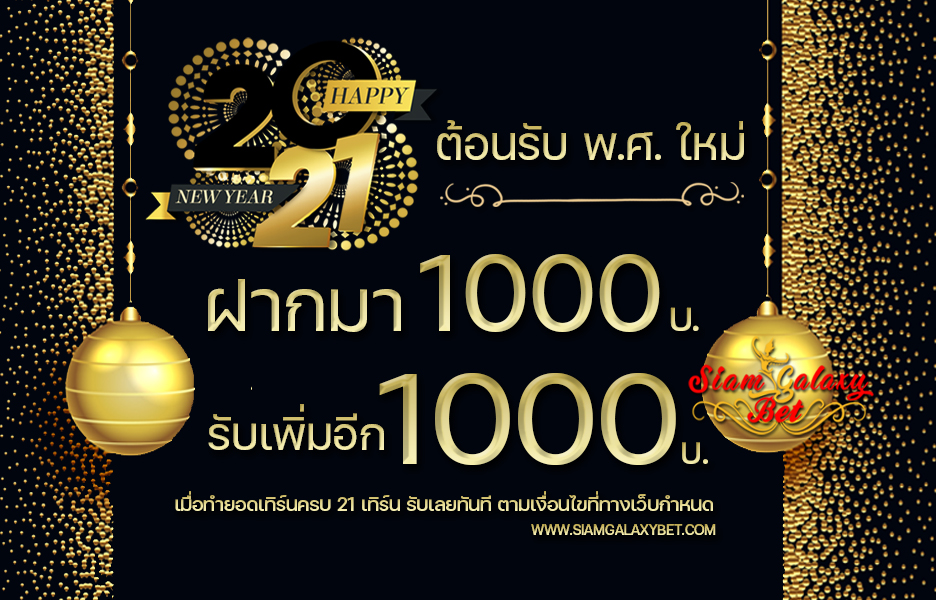 2021
HAPPY
NEW YEAR
ต้อนรับ พ.ศ. ใหม่
ฝากมา 1000 บ.
รับเพิ่มอีก 1000 บ.
Siam Galaxy
Bet
เมื่อทำยอดเทิร์นครบ 21 เทิร์น รับเลยทันที ตามเงื่อนไขที่ทางเว็บกำหนด
WWW.SIAMGALAXYBET.COM